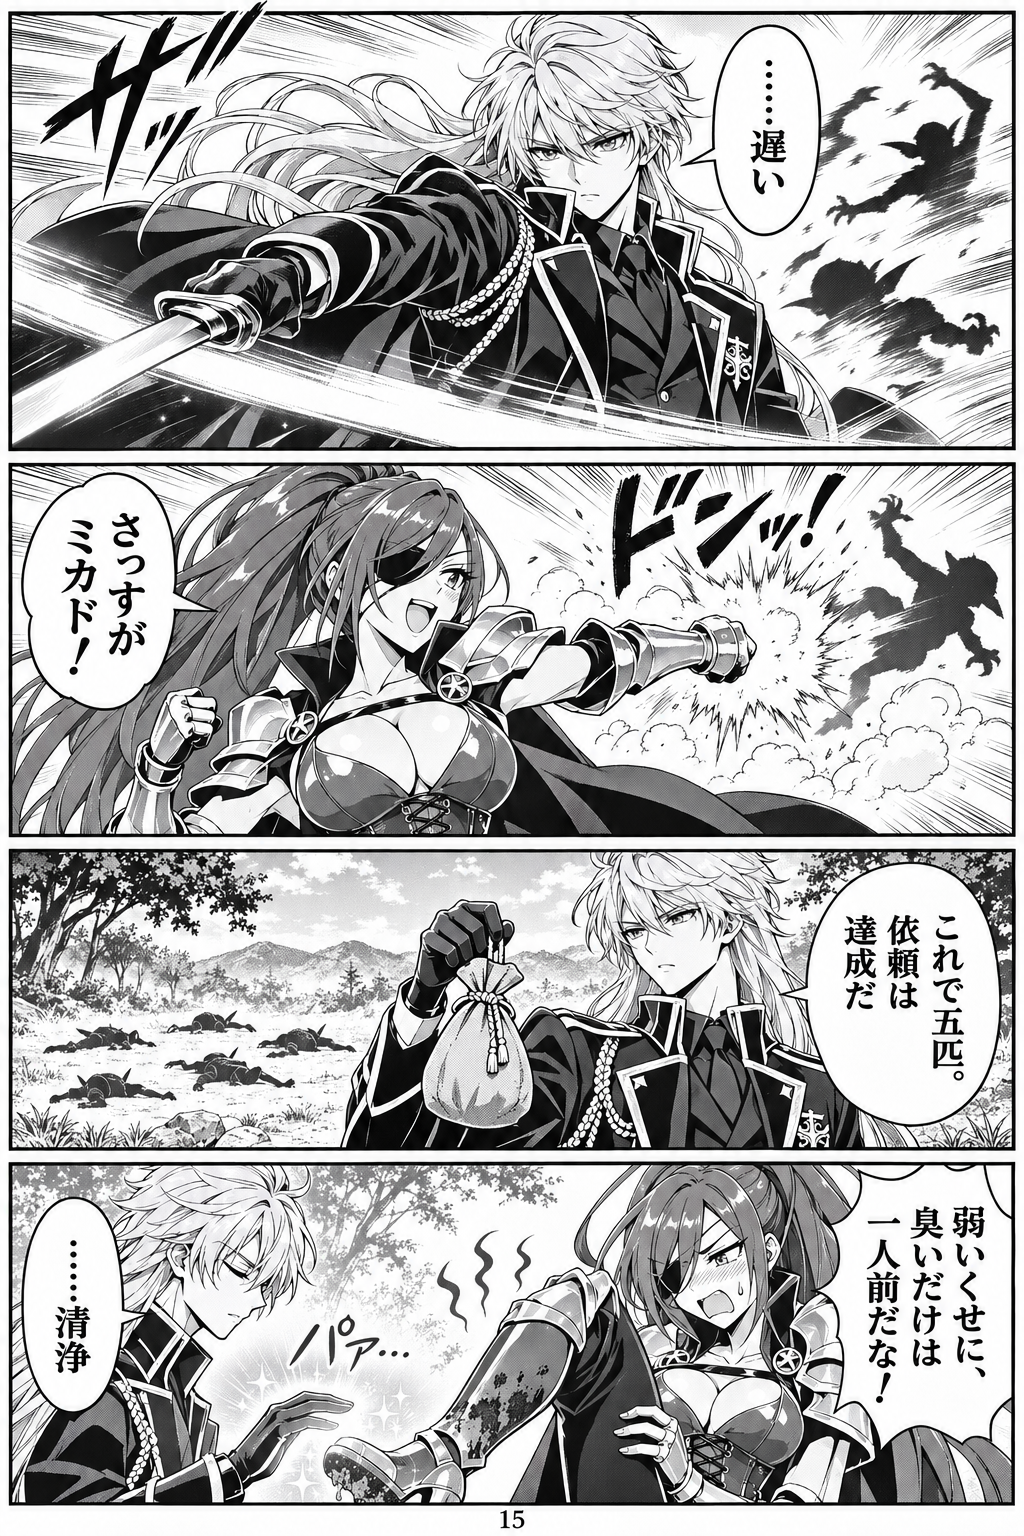 ……遅い
ザッ
ドンッ!
さっすが
ミカド!
これで五匹。
依頼は
達成だ
弱いくせに、
臭いだけは
一人前だな!
パァ…
……清浄
15